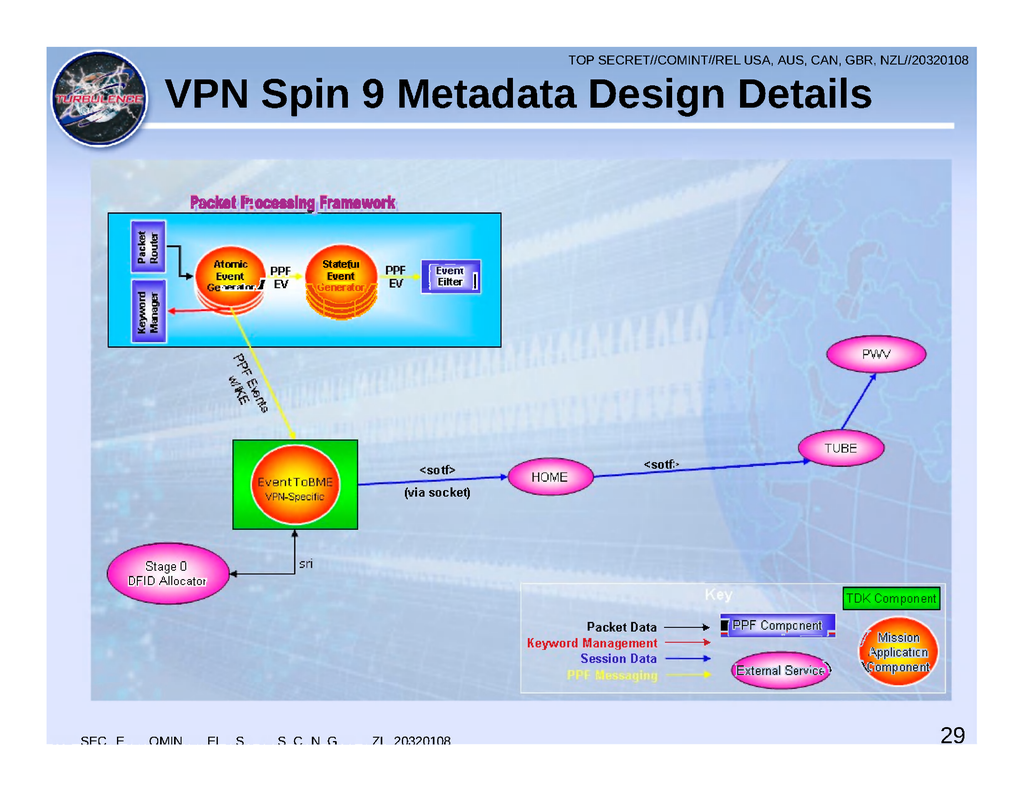 TOP SECRET//COMINT//REL USA, AUS, CAN, GBR, NZL//20320108
TURBULENCE
VPN Spin 9 Metadata Design Details
Packet Processing Framework
Packet
Router
Keyword
Manager
Atomic
Event
Generator
PPF
EV
Stateful
Event
Generator
PPF
EV
Event
Filter
PPF Events
w/IKE
PWV
TUBE
EventToBME
VPN-Specific
<sotf>
(via socket)
HOME
<sotf>
Stage 0
DFID Allocator
sri
Key
Packet Data
Keyword Management
Session Data
PPF Messaging
PPF Component
External Service
TDK Component
Mission
Application
Component
20320108
29